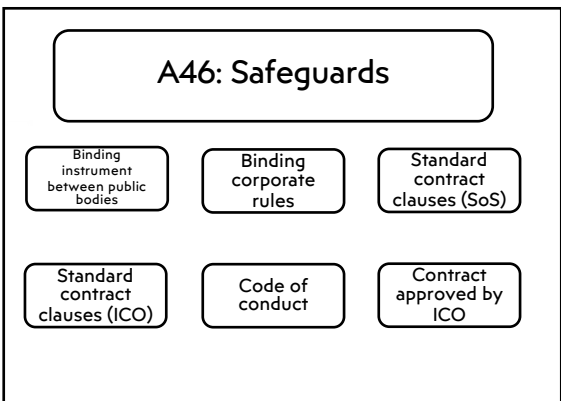 A46: Safeguards
Binding
instrument
between public
bodies
Binding
corporate
rules
Standard
contract
clauses (SoS)
Standard
contract
clauses (ICO)
Code of
conduct
Contract
approved by
ICO